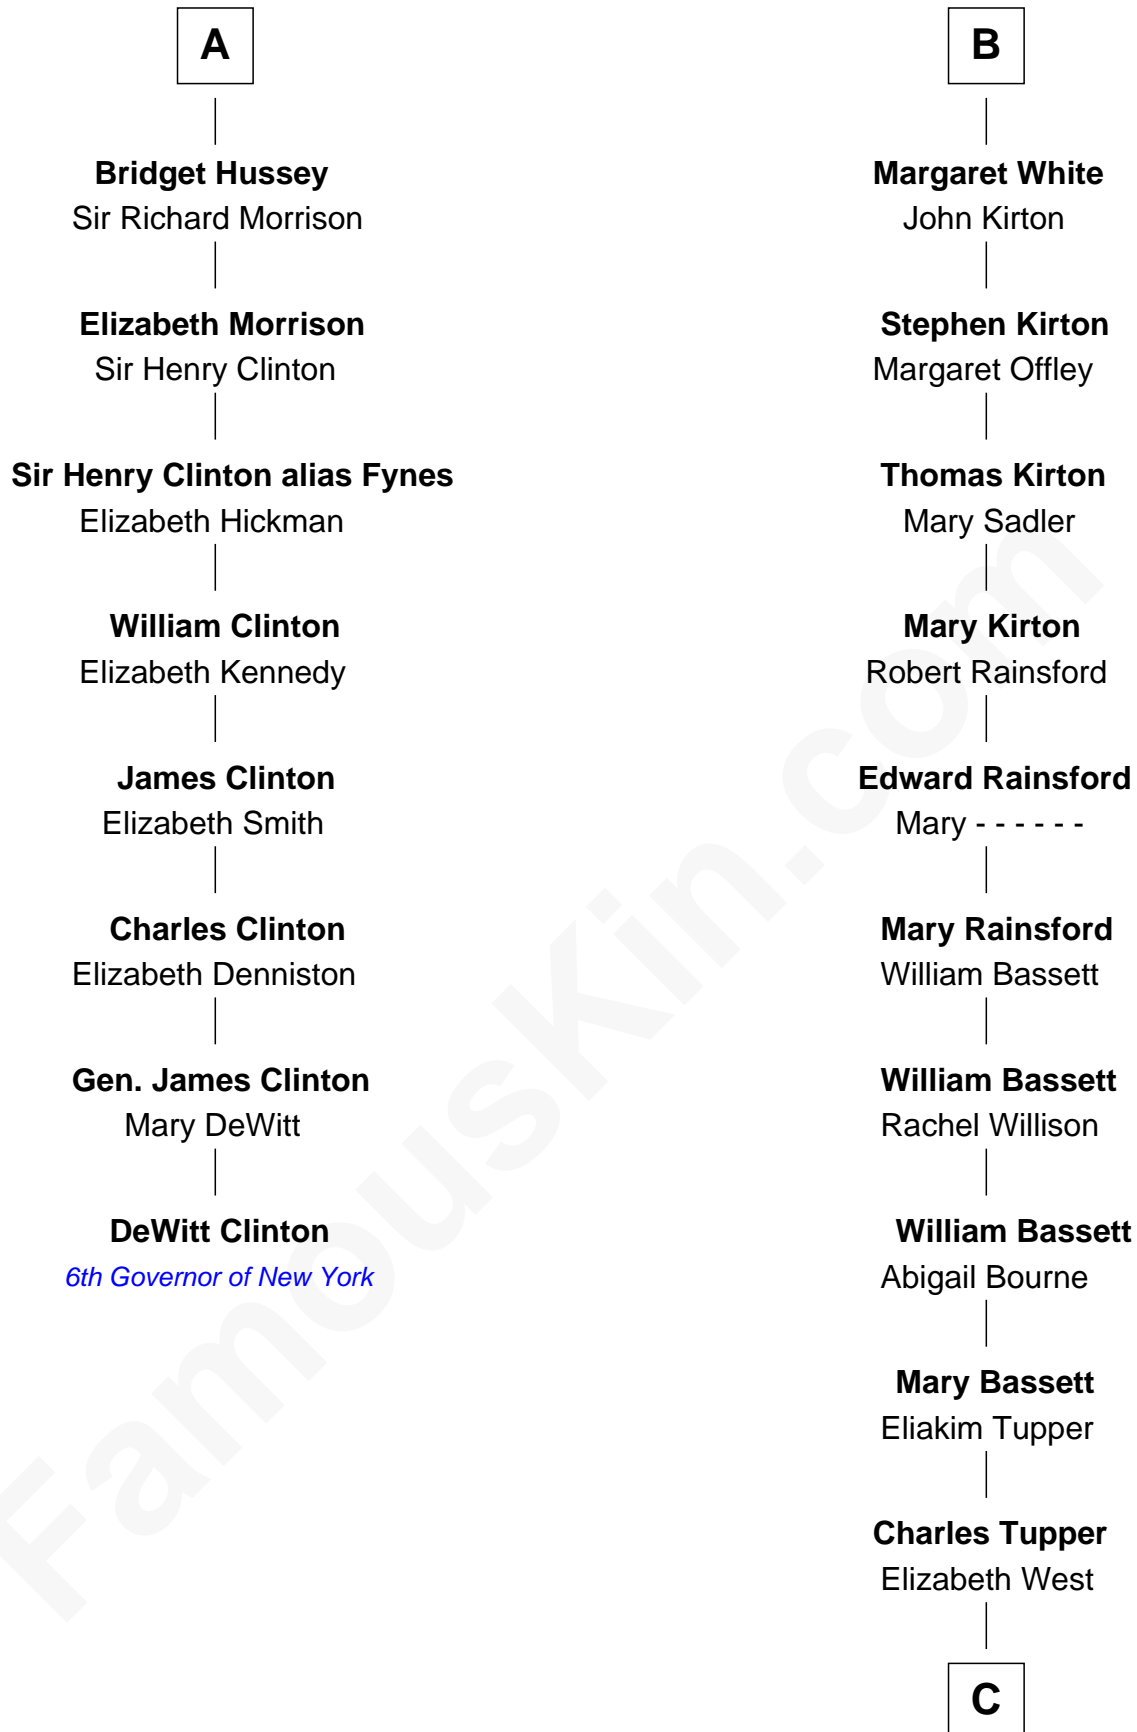 A
Bridget Hussey
Sir Richard Morrison
Elizabeth Morrison
Sir Henry Clinton
Sir Henry Clinton alias Fynes
Elizabeth Hickman
William Clinton
Elizabeth Kennedy
James Clinton
Elizabeth Smith
Charles Clinton
Elizabeth Denniston
Gen. James Clinton
Mary DeWitt
DeWitt Clinton
6th Governor of New York
B
Margaret White
John Kirton
Stephen Kirton
Margaret Offley
Thomas Kirton
Mary Sadler
Mary Kirton
Robert Rainsford
Edward Rainsford
Mary - - - - - -
Mary Rainsford
William Bassett
William Bassett
Rachel Willison
William Bassett
Abigail Bourne
Mary Bassett
Eliakim Tupper
Charles Tupper
Elizabeth West
C
FamousKin.com